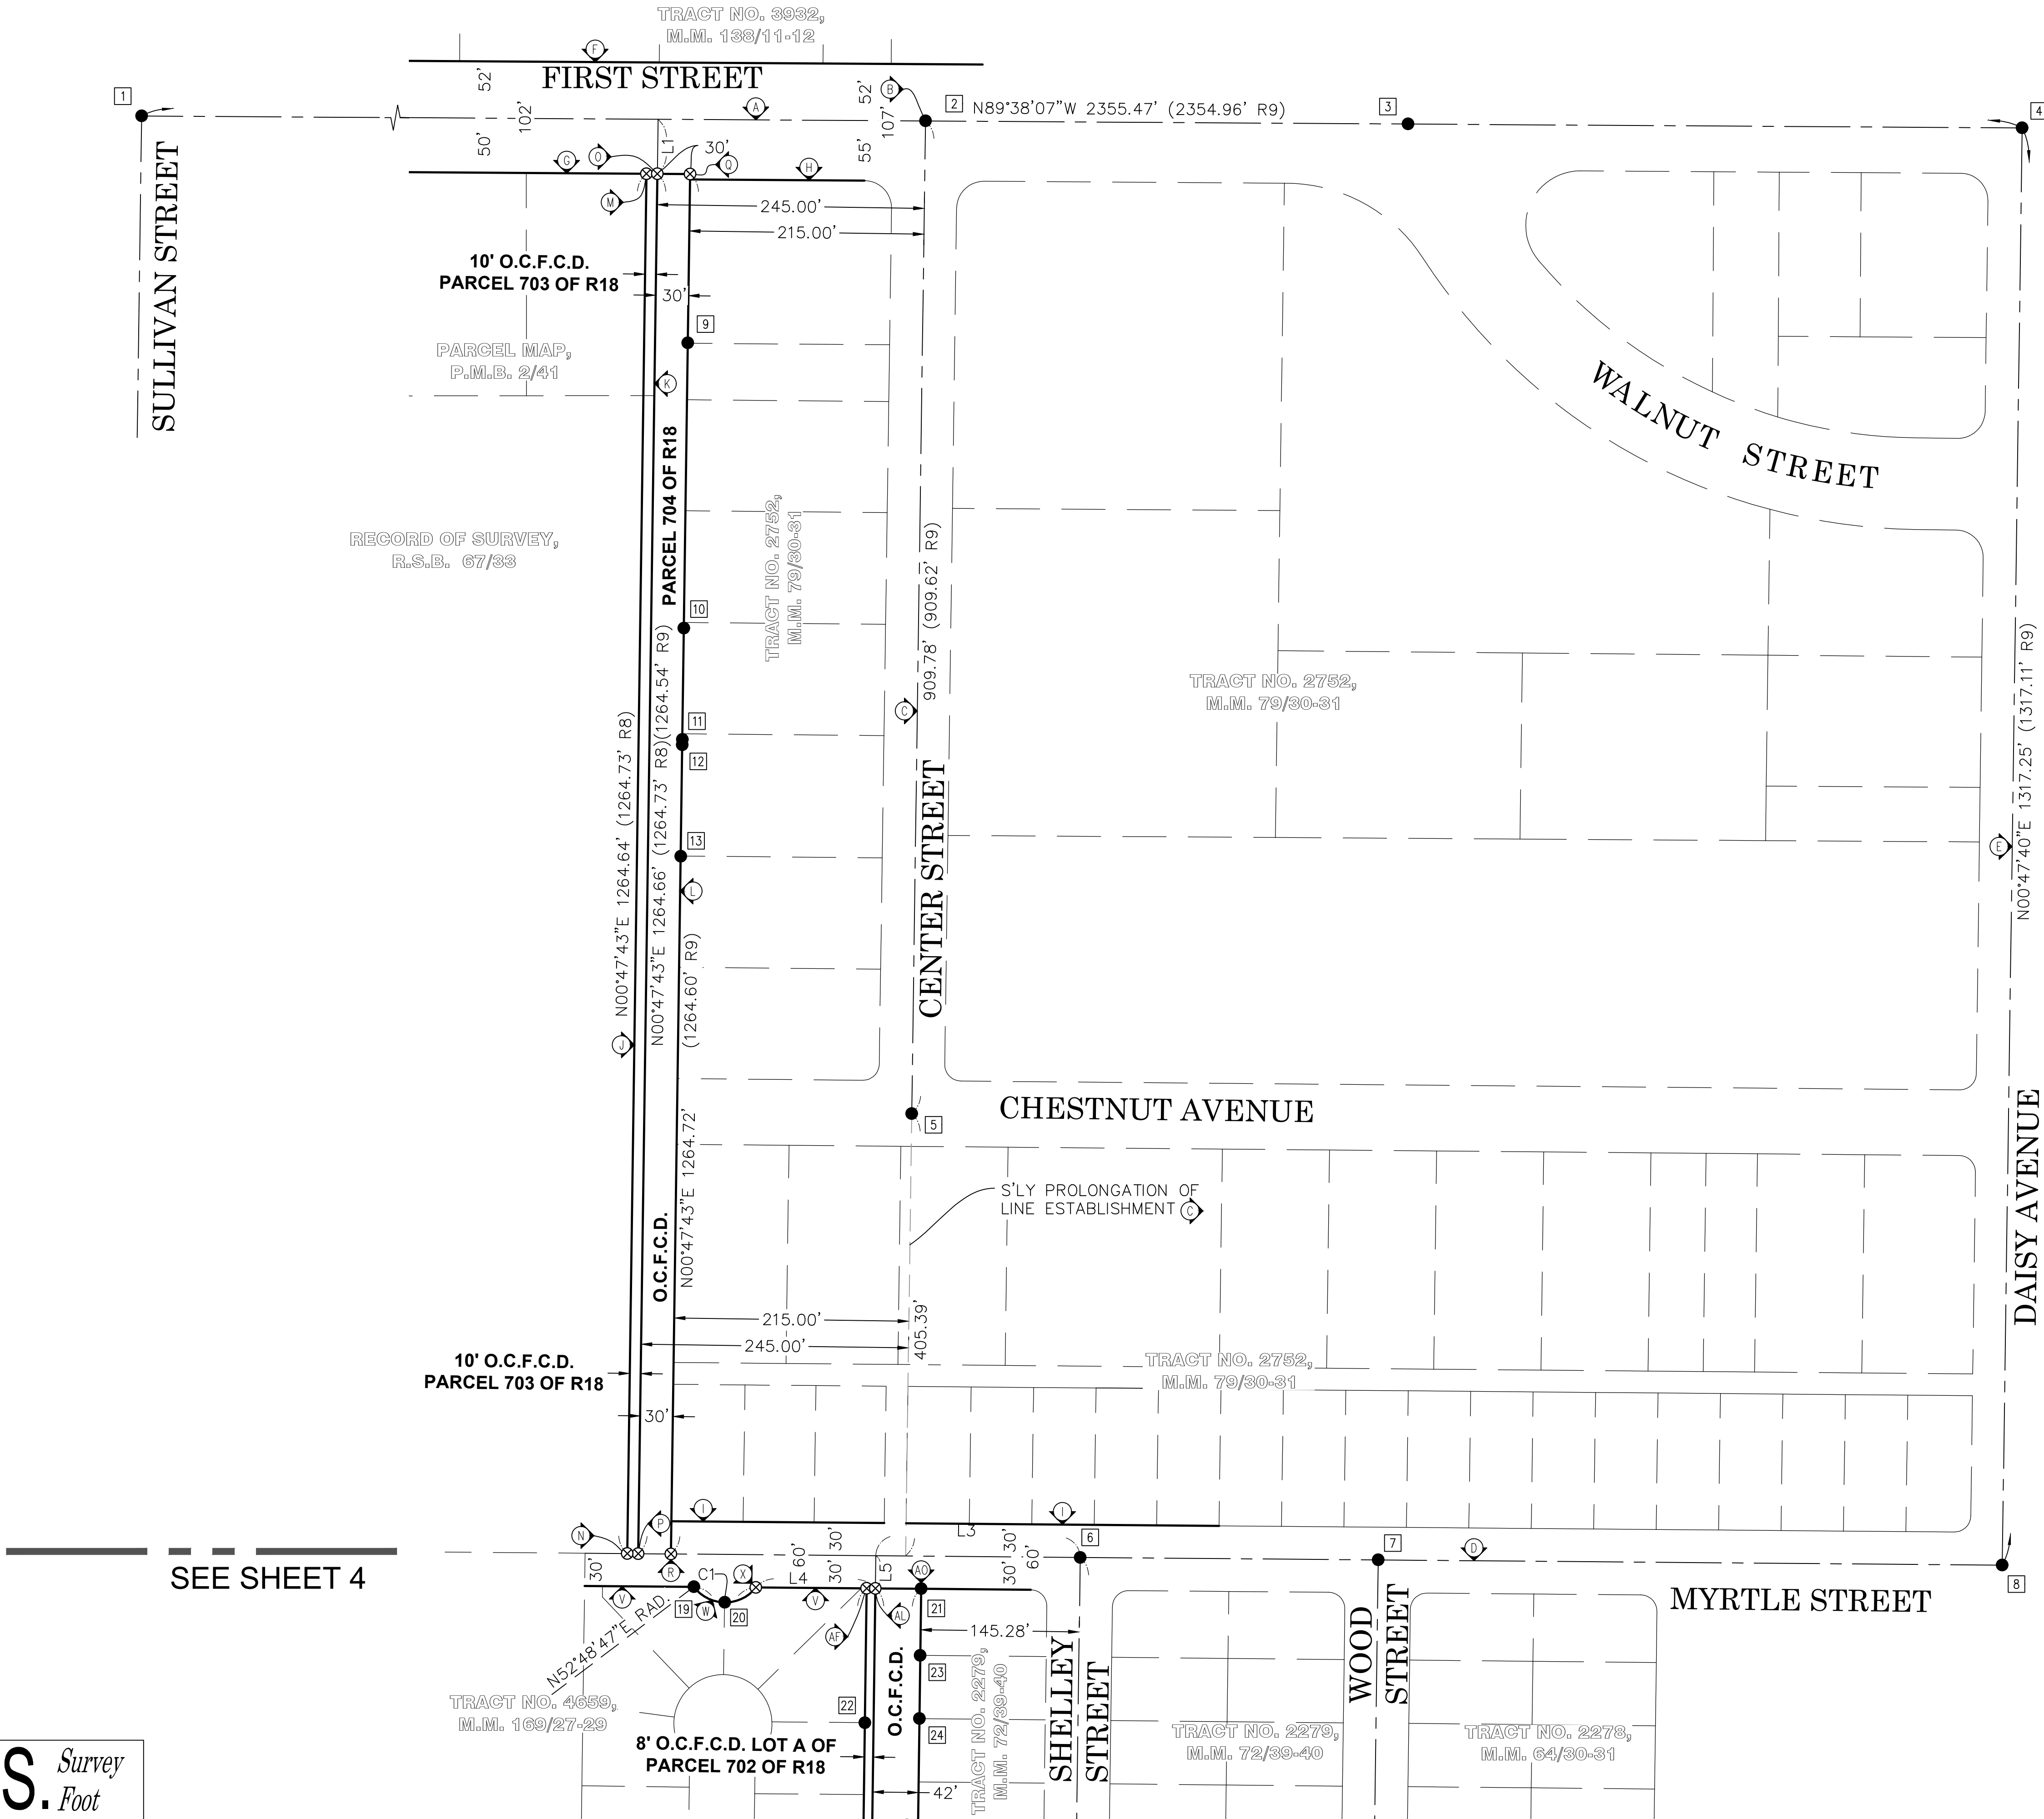 TRACT NO. 3932,
M.M. 138/11-12
F
FIRST STREET
52'
102'
50'
52'
107'
55'
1
A
B
2
N89°38'07"W 2355.47' (2354.96' R9)
3
4
SULLIVAN STREET
G
O
L1
30'
Q
H
M
245.00'
215.00'
10' O.C.F.C.D.
PARCEL 703 OF R18
30'
9
PARCEL MAP,
P.M.B. 2/41
K
WALNUT STREET
PARCEL 704 OF R18
RECORD OF SURVEY,
R.S.B. 67/33
TRACT NO. 2752,
M.M. 79/30-31
10
909.78' (909.62' R9)
C
TRACT NO. 2752,
M.M. 79/30-31
N00°47'40"E 1317.25' (1317.11' R9)
E
11
12
13
L
N00°47'43"E 1264.64' (1264.73' R8)
N00°47'43"E 1264.66' (1264.73' R8)(1264.54' R9)
(1264.60' R9)
J
CENTER STREET
N00°47'43"E 1264.72'
5
CHESTNUT AVENUE
S'LY PROLONGATION OF
LINE ESTABLISHMENT C
DAISY AVENUE
O.C.F.C.D.
215.00'
245.00'
405.39'
10' O.C.F.C.D.
PARCEL 703 OF R18
TRACT NO. 2752,
M.M. 79/30-31
30'
I
I
N
P
L3
30'
30'
60'
30'
30'
60'
6
7
D
8
SEE SHEET 4
30'
R
C1
X
L4
L5
AO
MYRTLE STREET
V
19
W
20
V
AF
AL
21
N52°48'47"E RAD.
145.28'
23
22
24
O.C.F.C.D.
TRACT NO. 2279,
M.M. 72/39-40
SHELLEY
STREET
WOOD
STREET
TRACT NO. 4659,
M.M. 169/27-29
8' O.C.F.C.D. LOT A OF
PARCEL 702 OF R18
42'
TRACT NO. 2279,
M.M. 72/39-40
TRACT NO. 2278,
M.M. 64/30-31
S. Survey
Foot